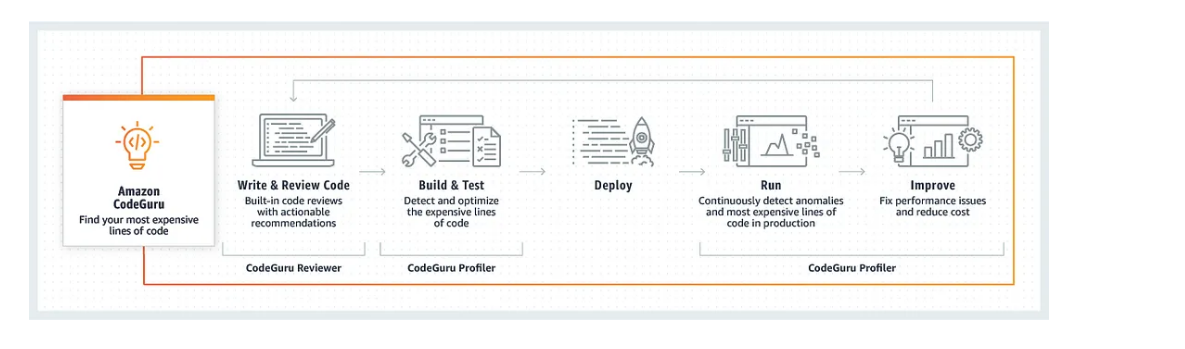 Amazon
CodeGuru
Find your most expensive
lines of code
Write & Review Code
Built-in code reviews
with actionable
recommendations
CodeGuru Reviewer
Build & Test
Detect and optimize
the expensive lines
of code
CodeGuru Profiler
Deploy
Run
Continuously detect anomalies
and most expensive lines of
code in production
Improve
Fix performance issues
and reduce cost
CodeGuru Profiler